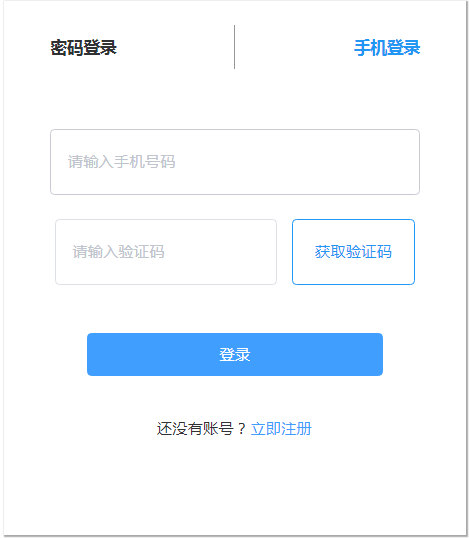 密码登录 手机登录
请输入手机号码
请输入验证码 获取验证码
登录
还没有账号？立即注册